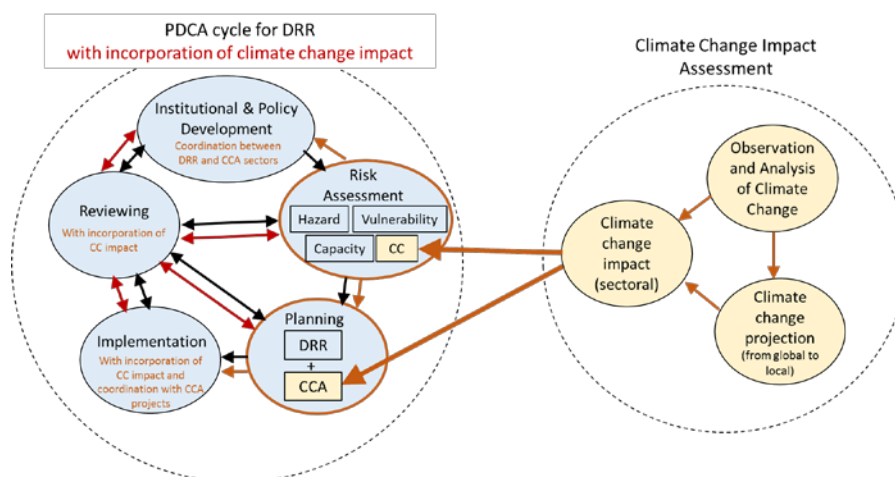 PDCA cycle for DRR
with incorporation of climate change impact
Climate Change Impact
Assessment
Institutional & Policy
Development
Coordination between
DRR and CCA sectors
Risk
Assessment
Hazard
Vulnerability
Capacity
CC
Reviewing
With incorporation of
CC impact
Planning
DRR
+
CCA
Implementation
With incorporation of
CC impact and
coordination with CCA
projects
Observation
and Analysis
of Climate
Change
Climate
change
impact
(sectoral)
Climate
change
projection
(from global to
local)